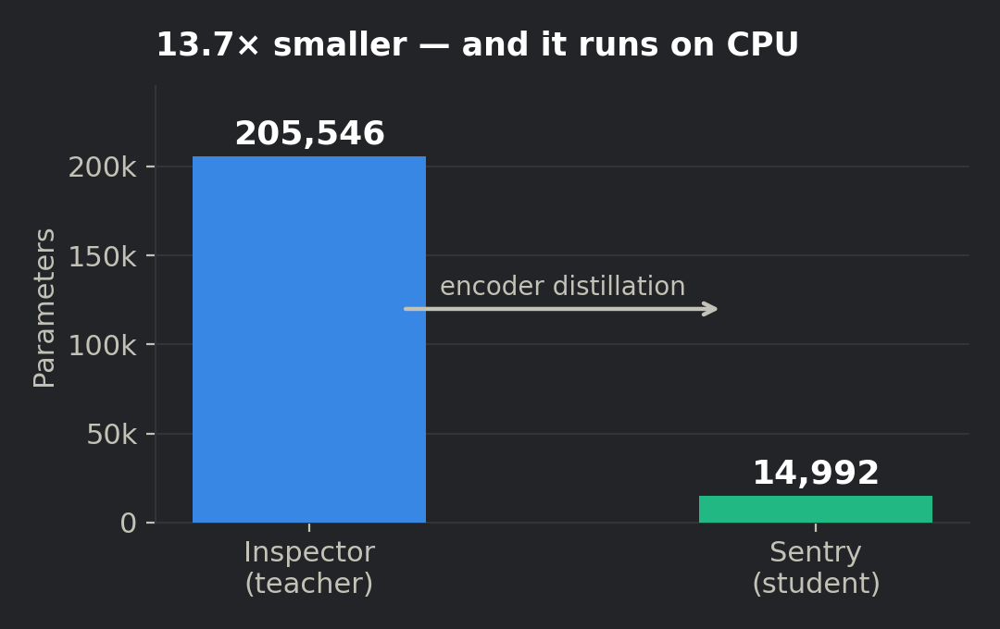 13.7× smaller — and it runs on CPU
205,546
200k
150k
100k
50k
0
Parameters
encoder distillation
14,992
Inspector
(teacher)
Sentry
(student)